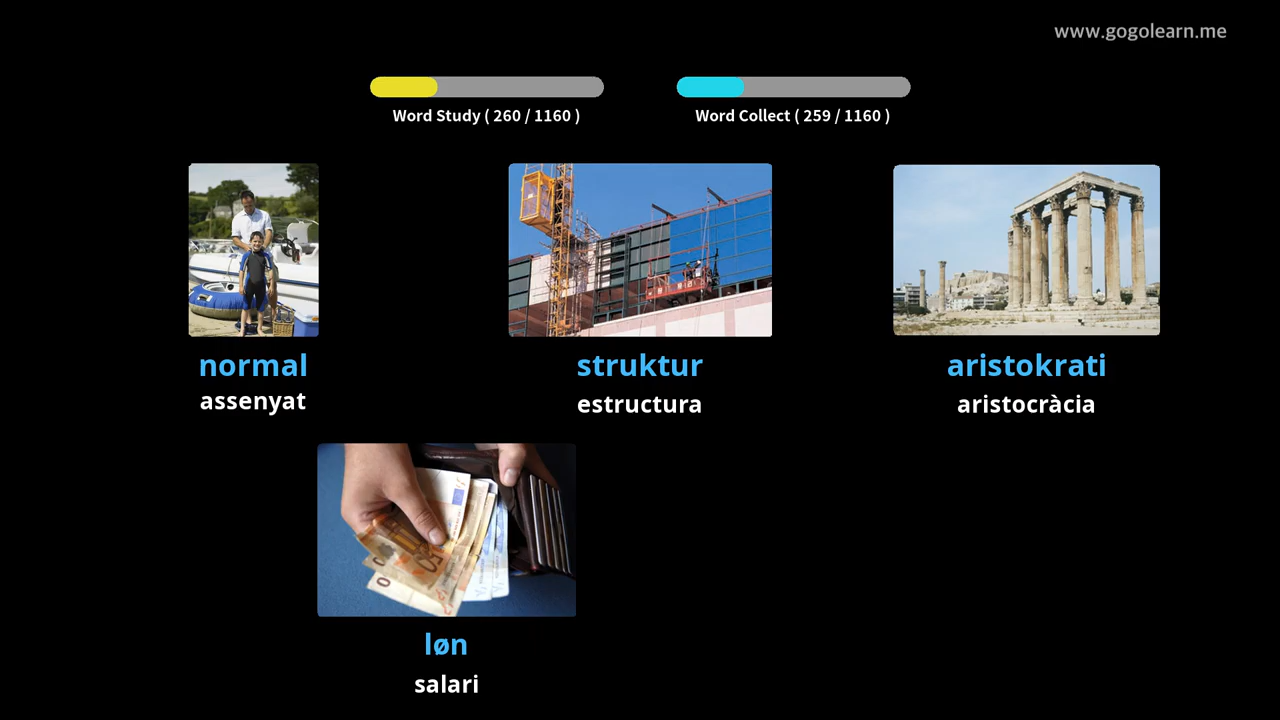 www.gogolearn.me
Word Study ( 260 / 1160 )
Word Collect ( 259 / 1160 )
normal
assenyat
struktur
estructura
aristokrati
aristocràcia
løn
salari